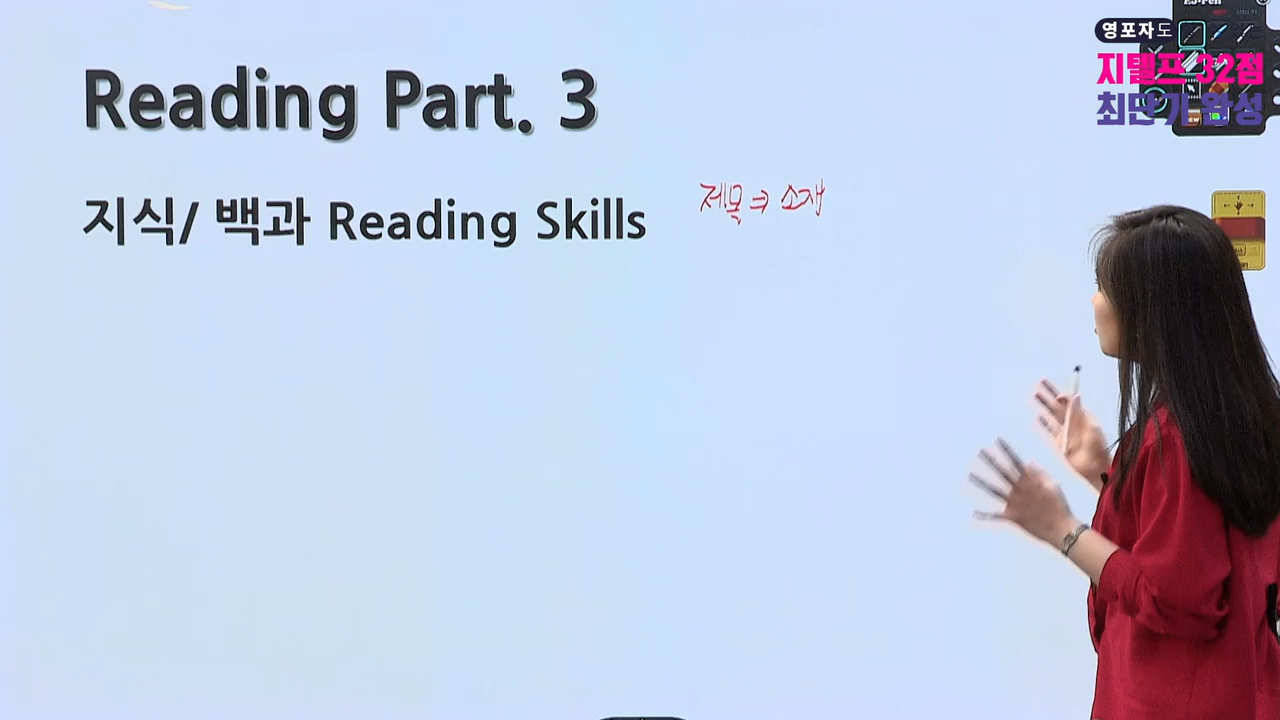 Reading Part. 3
지식/ 백과 Reading Skills
제목 ⇒ 소재
영포자도
지텔프 32점
최단기 완성